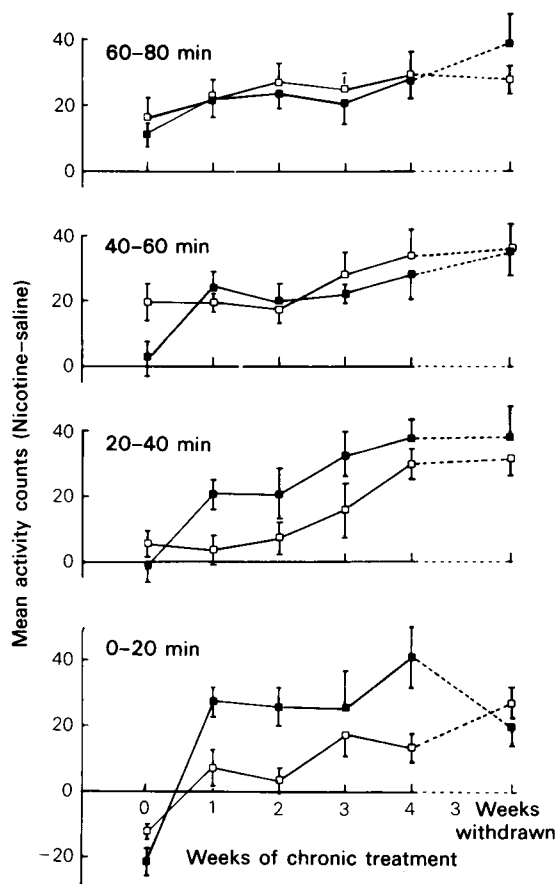 Mean activity counts (Nicotine–saline)
60–80 min
40
20
0
40–60 min
40
20
0
20–40 min
40
20
0
0–20 min
40
20
0
−20
0 1 2 3 4 3 Weeks
withdrawn
Weeks of chronic treatment